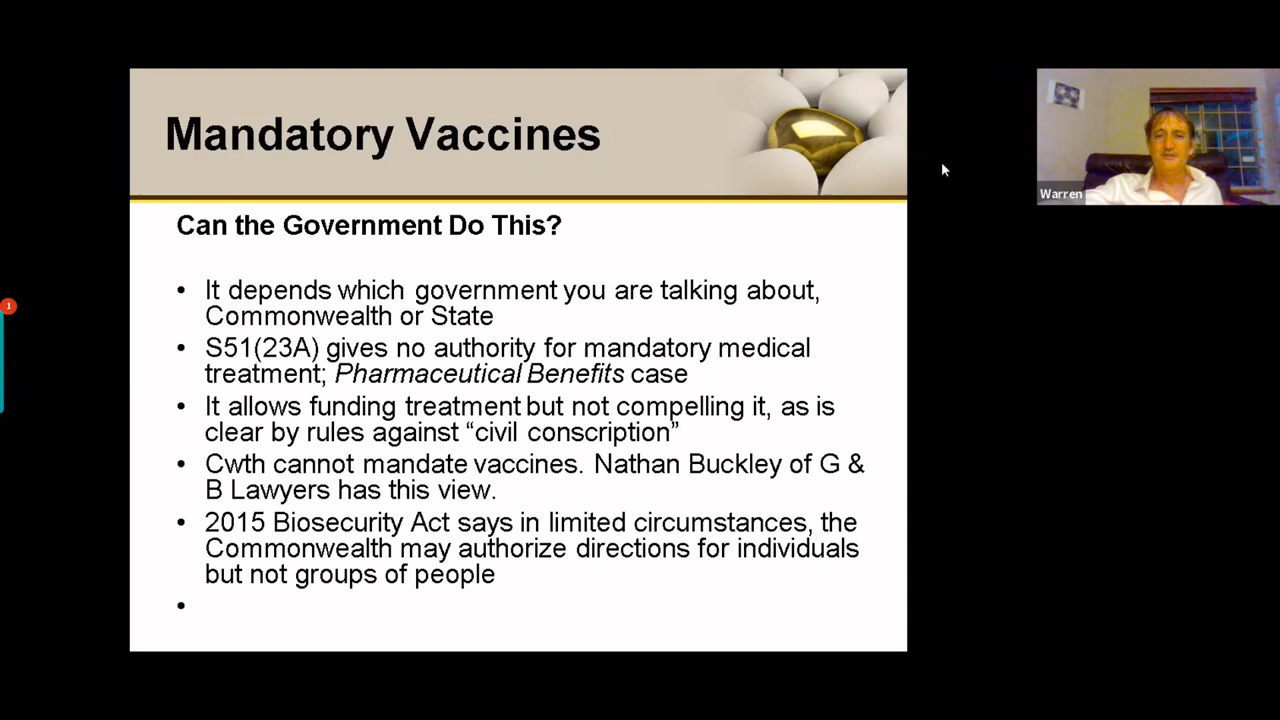 Mandatory Vaccines
Can the Government Do This?
• It depends which government you are talking about,
Commonwealth or State
• S51(23A) gives no authority for mandatory medical
treatment; Pharmaceutical Benefits case
• It allows funding treatment but not compelling it, as is
clear by rules against “civil conscription”
• Cwth cannot mandate vaccines. Nathan Buckley of G &
B Lawyers has this view.
• 2015 Biosecurity Act says in limited circumstances, the
Commonwealth may authorize directions for individuals
but not groups of people
•
Warren
1